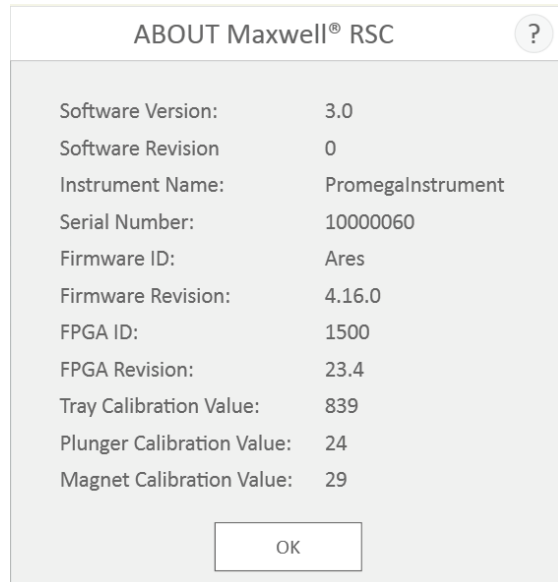 ABOUT Maxwell® RSC
?
Software Version: 3.0
Software Revision 0
Instrument Name: PromegaInstrument
Serial Number: 10000060
Firmware ID: Ares
Firmware Revision: 4.16.0
FPGA ID: 1500
FPGA Revision: 23.4
Tray Calibration Value: 839
Plunger Calibration Value: 24
Magnet Calibration Value: 29
OK